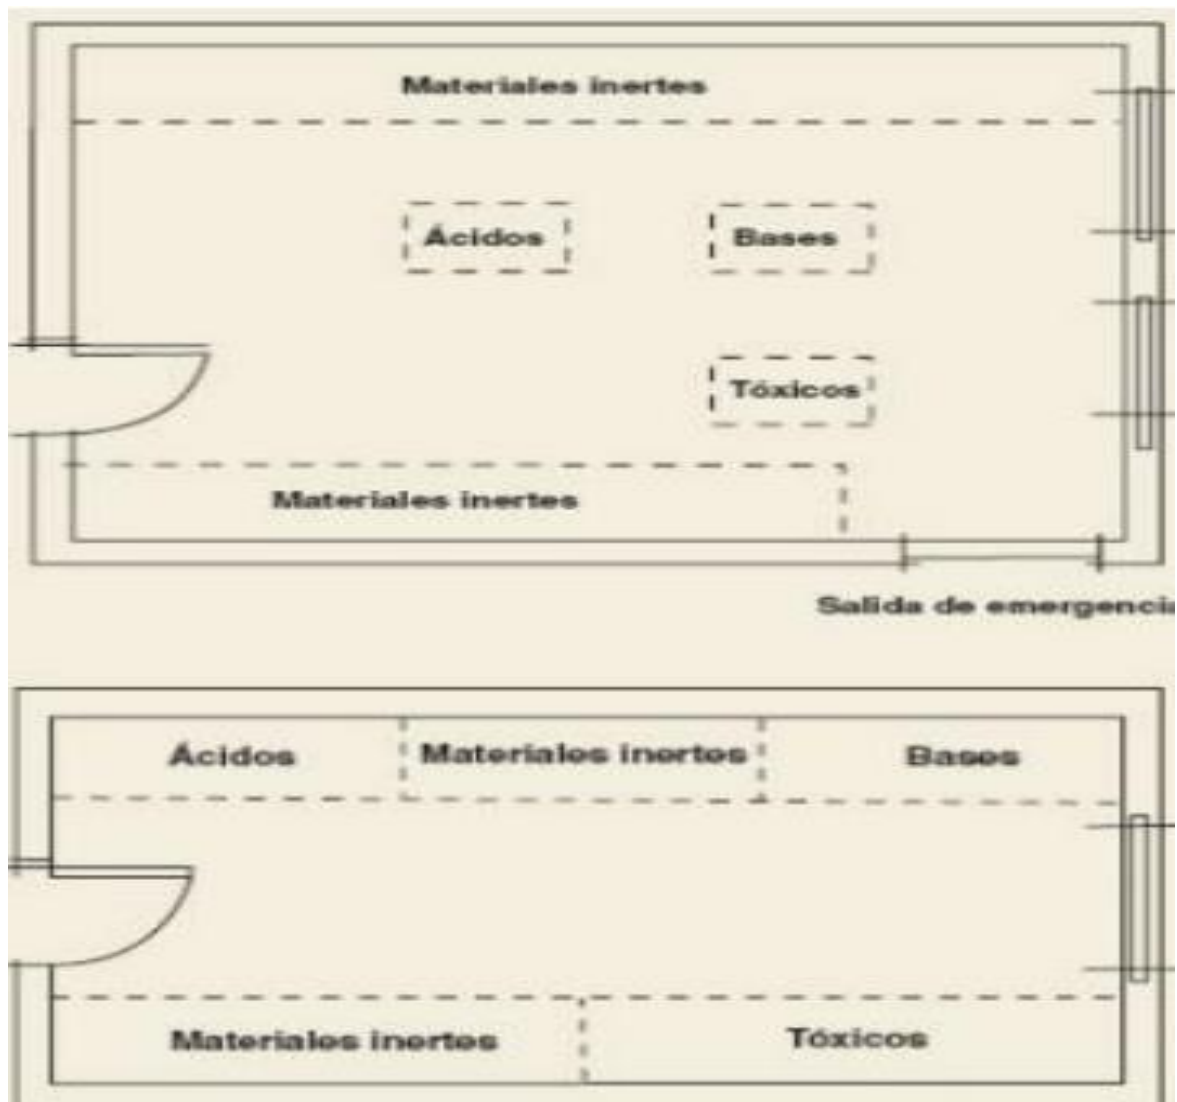 Materiales inertes
Ácidos
Bases
Tóxicos
Materiales inertes
Salida de emergencia
Ácidos
Materiales inertes
Bases
Materiales inertes
Tóxicos